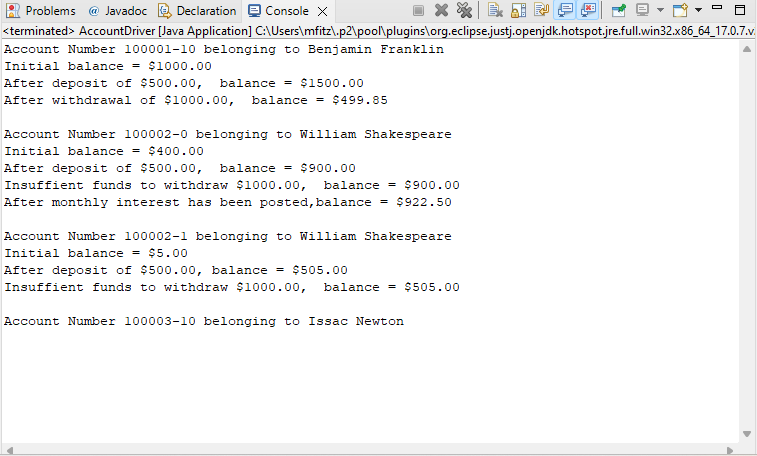 Problems @ Javadoc Declaration Console
<terminated> AccountDriver [Java Application] C:\Users\mfitz\.p2\pool\plugins\org.eclipse.justj.openjdk.hotspot.jre.full.win32.x86_64_17.0.7.v
Account Number 100001-10 belonging to Benjamin Franklin
Initial balance = $1000.00
After deposit of $500.00,  balance = $1500.00
After withdrawal of $1000.00,  balance = $499.85
Account Number 100002-0 belonging to William Shakespeare
Initial balance = $400.00
After deposit of $500.00,  balance = $900.00
Insuffient funds to withdraw $1000.00,  balance = $900.00
After monthly interest has been posted,balance = $922.50
Account Number 100002-1 belonging to William Shakespeare
Initial balance = $5.00
After deposit of $500.00, balance = $505.00
Insuffient funds to withdraw $1000.00,  balance = $505.00
Account Number 100003-10 belonging to Issac Newton